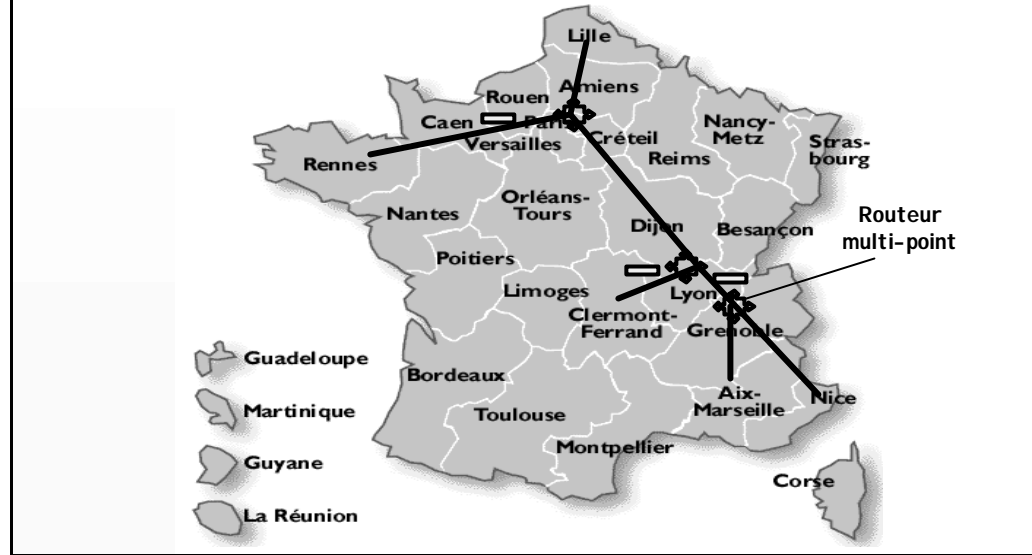 Lille
Amiens
Rouen
Caen
Paris
Versailles
Créteil
Reims
Nancy-
Metz
Stras-
bourg
Rennes
Nantes
Orléans-
Tours
Dijon
Besançon
Routeur
multi-point
Poitiers
Limoges
Lyon
Clermont-
Ferrand
Grenoble
Guadeloupe
Bordeaux
Martinique
Toulouse
Aix-
Marseille
Nice
Montpellier
Guyane
Corse
La Réunion